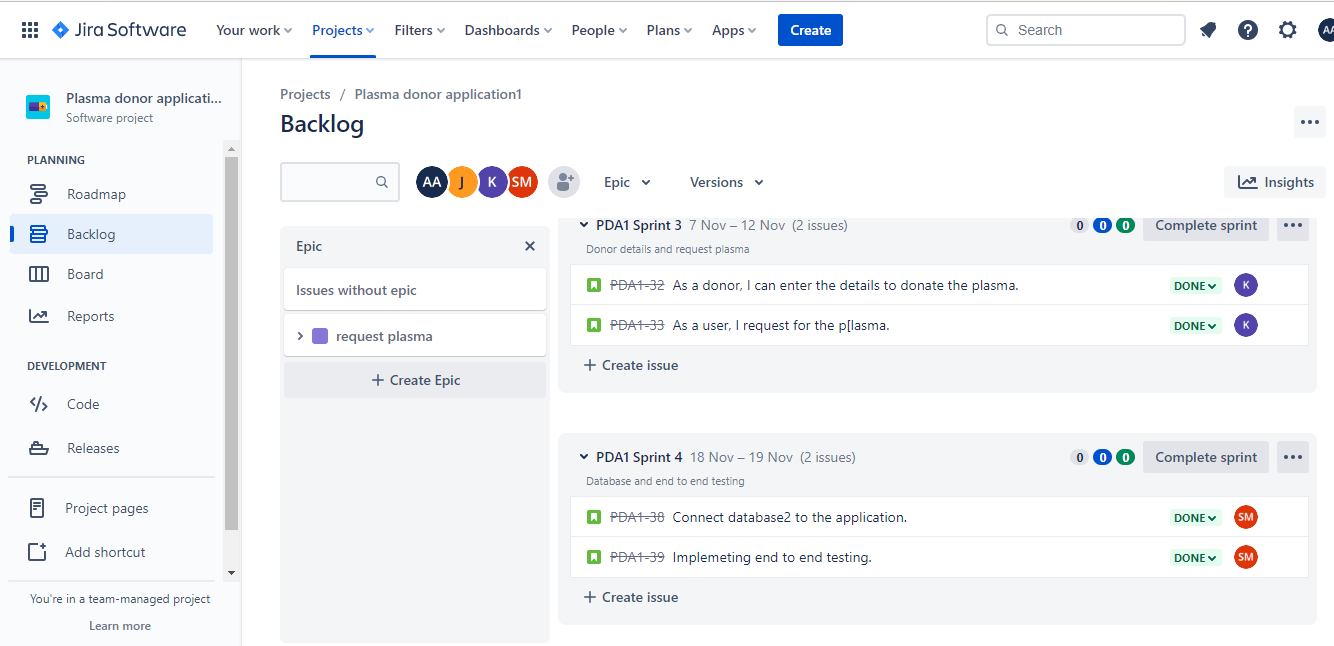 Jira Software Your work Projects Filters Dashboards People Plans Apps Create Search AA
Plasma donor applicati...
Software project
PLANNING
Roadmap
Backlog
Board
Reports
DEVELOPMENT
Code
Releases
Project pages
Add shortcut
You're in a team-managed project
Learn more
Projects / Plasma donor application1
Backlog
AA J K SM Epic Versions Insights
Epic
Issues without epic
request plasma
Create Epic
PDA1 Sprint 3 7 Nov – 12 Nov (2 issues) 0 0 0 Complete sprint
Donor details and request plasma
PDA1-32 As a donor, I can enter the details to donate the plasma. DONE K
PDA1-33 As a user, I request for the p[lasma. DONE K
Create issue
PDA1 Sprint 4 18 Nov – 19 Nov (2 issues) 0 0 0 Complete sprint
Database and end to end testing
PDA1-38 Connect database2 to the application. DONE SM
PDA1-39 Implemeting end to end testing. DONE SM
Create issue